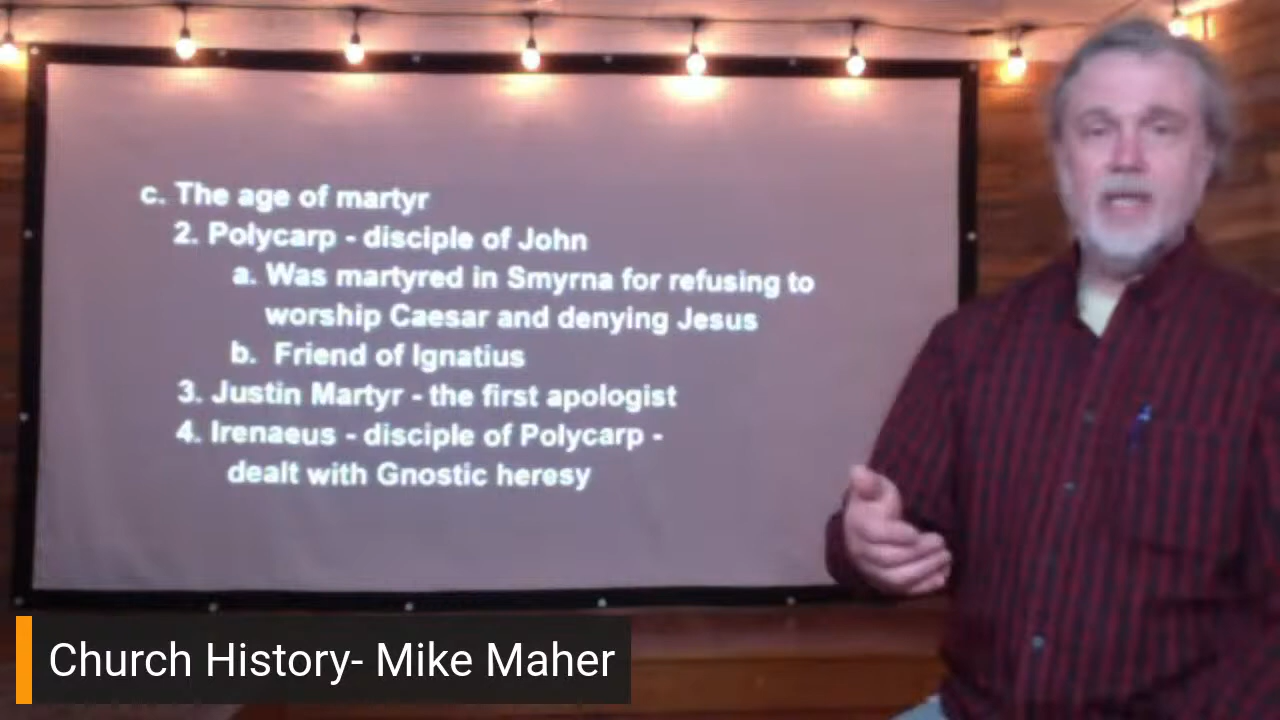 c. The age of martyr
2. Polycarp - disciple of John
a. Was martyred in Smyrna for refusing to
worship Caesar and denying Jesus
b. Friend of Ignatius
3. Justin Martyr - the first apologist
4. Irenaeus - disciple of Polycarp -
dealt with Gnostic heresy
Church History- Mike Maher